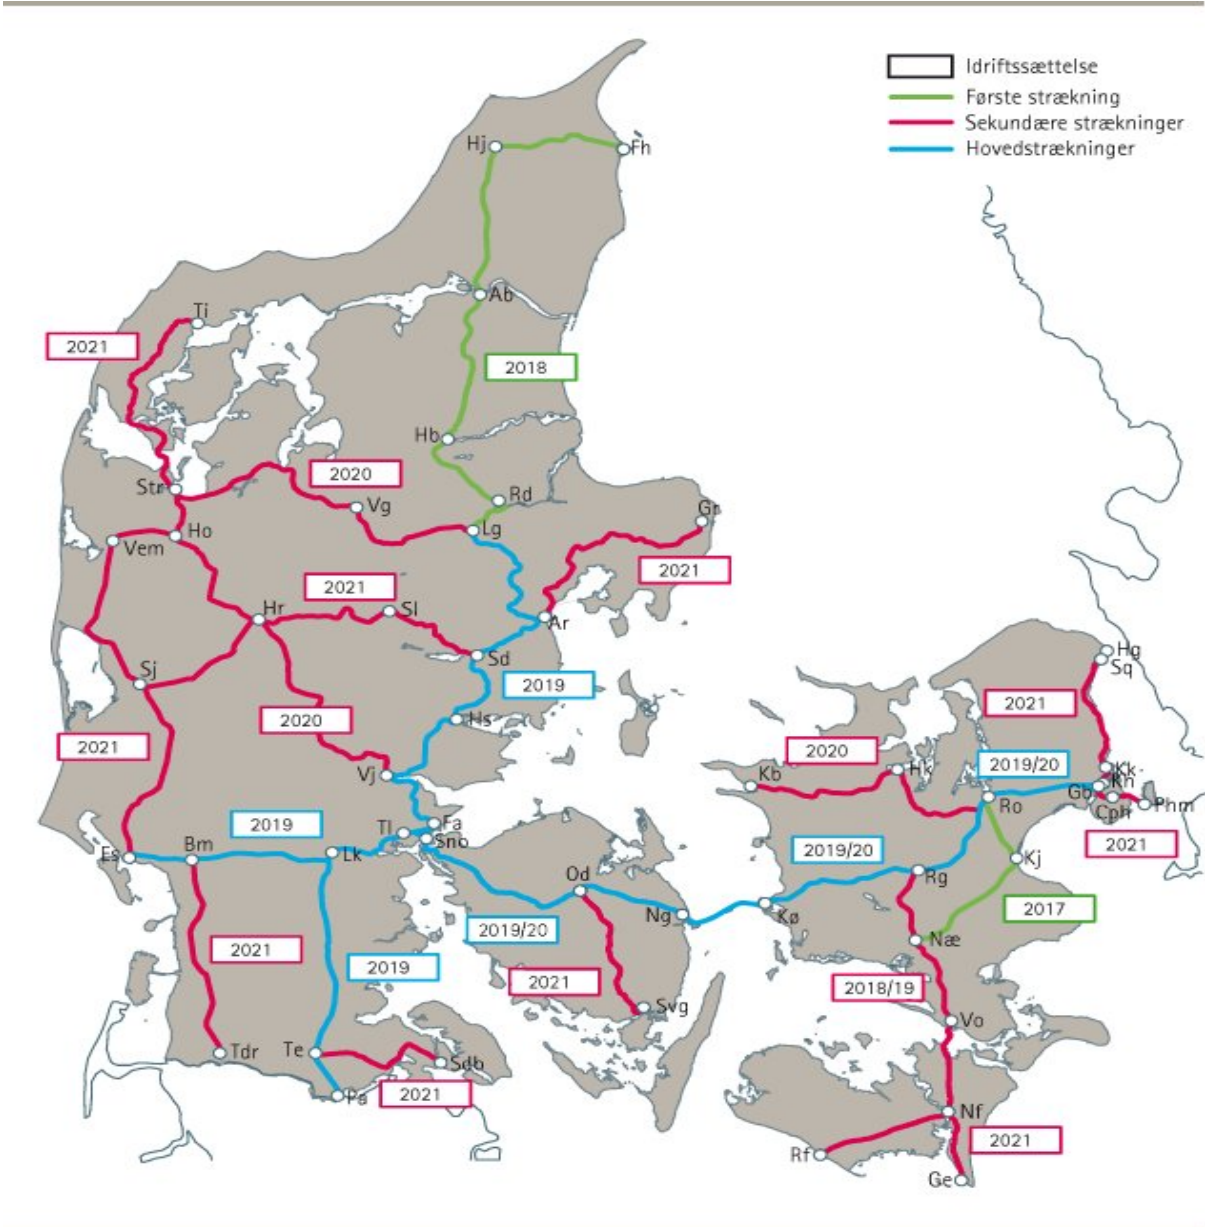 Idriftssættelse
Første strækning
Sekundære strækninger
Hovedstrækninger
Hj
Fh
Ab
Ti
2021
2018
Hb
2020
Str
Vg
Rd
Lg
Gr
Ho
Vem
2021
2021
Hr
Sl
Ar
Sd
Sj
2019
2020
Hs
2021
Vj
2019
Tl
Fa
Sno
Es
Bm
Lk
Od
2019/20
Ng
2021
2019
2021
Svg
Tdr
Te
Sdb
Pa
2021
Hg
Sq
2021
2020
2019/20
Kb
Hk
Kk
Kh
Gb
Ro
Cph
Phm
2021
2019/20
Rg
Kj
Kø
2017
Næ
2018/19
Vo
Nf
2021
Rf
Ge